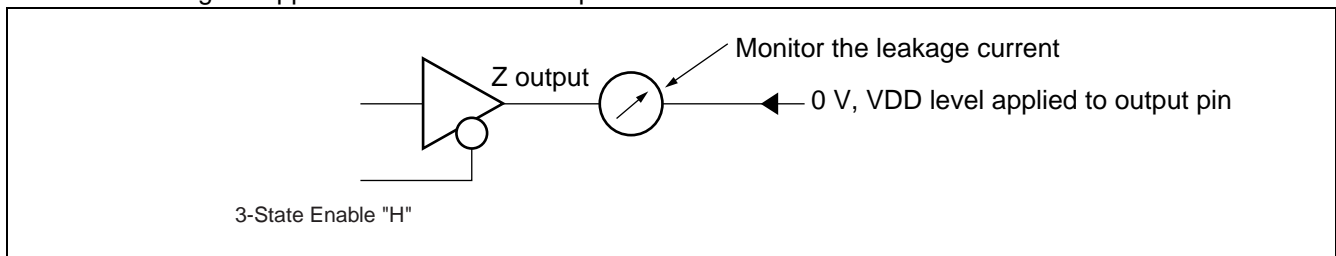 Monitor the leakage current
Z output
0 V, VDD level applied to output pin
3-State Enable "H"